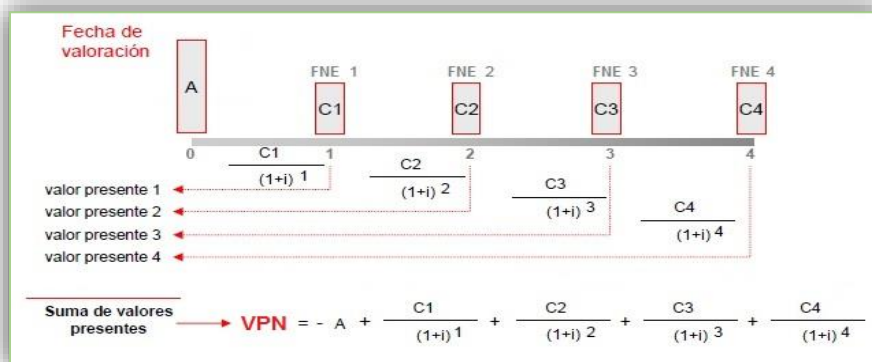 Fecha de
valoración
FNE 1 FNE 2 FNE 3 FNE 4
A
C1 C2 C3 C4
0 1 2 3 4
C1
(1+i) 1
C2
(1+i) 2
C3
(1+i) 3
C4
(1+i) 4
valor presente 1
valor presente 2
valor presente 3
valor presente 4
Suma de valores
presentes
VPN = - A + C1 / (1+i) 1 + C2 / (1+i) 2 + C3 / (1+i) 3 + C4 / (1+i) 4